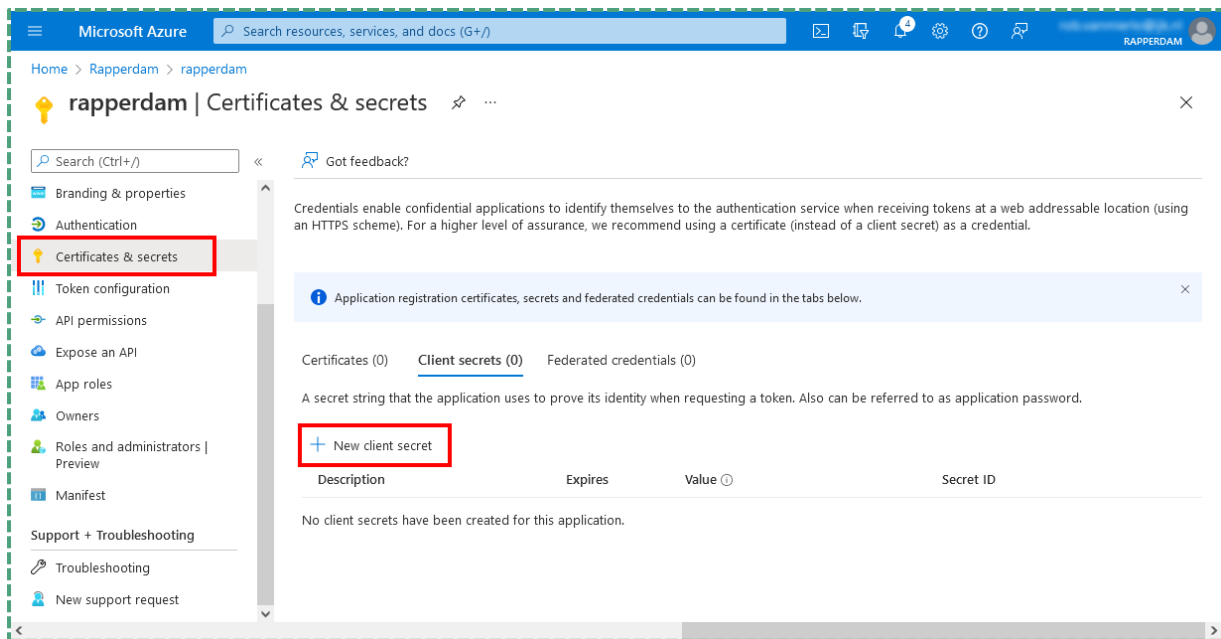 Microsoft Azure
Search resources, services, and docs (G+/)
4
RAPPERDAM
Home > Rapperdam > rapperdam
rapperdam | Certificates & secrets
Search (Ctrl+/)
Got feedback?
Branding & properties
Authentication
Certificates & secrets
Token configuration
API permissions
Expose an API
App roles
Owners
Roles and administrators |
Preview
Manifest
Support + Troubleshooting
Troubleshooting
New support request
Credentials enable confidential applications to identify themselves to the authentication service when receiving tokens at a web addressable location (using
an HTTPS scheme). For a higher level of assurance, we recommend using a certificate (instead of a client secret) as a credential.
Application registration certificates, secrets and federated credentials can be found in the tabs below.
Certificates (0) Client secrets (0) Federated credentials (0)
A secret string that the application uses to prove its identity when requesting a token. Also can be referred to as application password.
New client secret
Description Expires Value Secret ID
No client secrets have been created for this application.